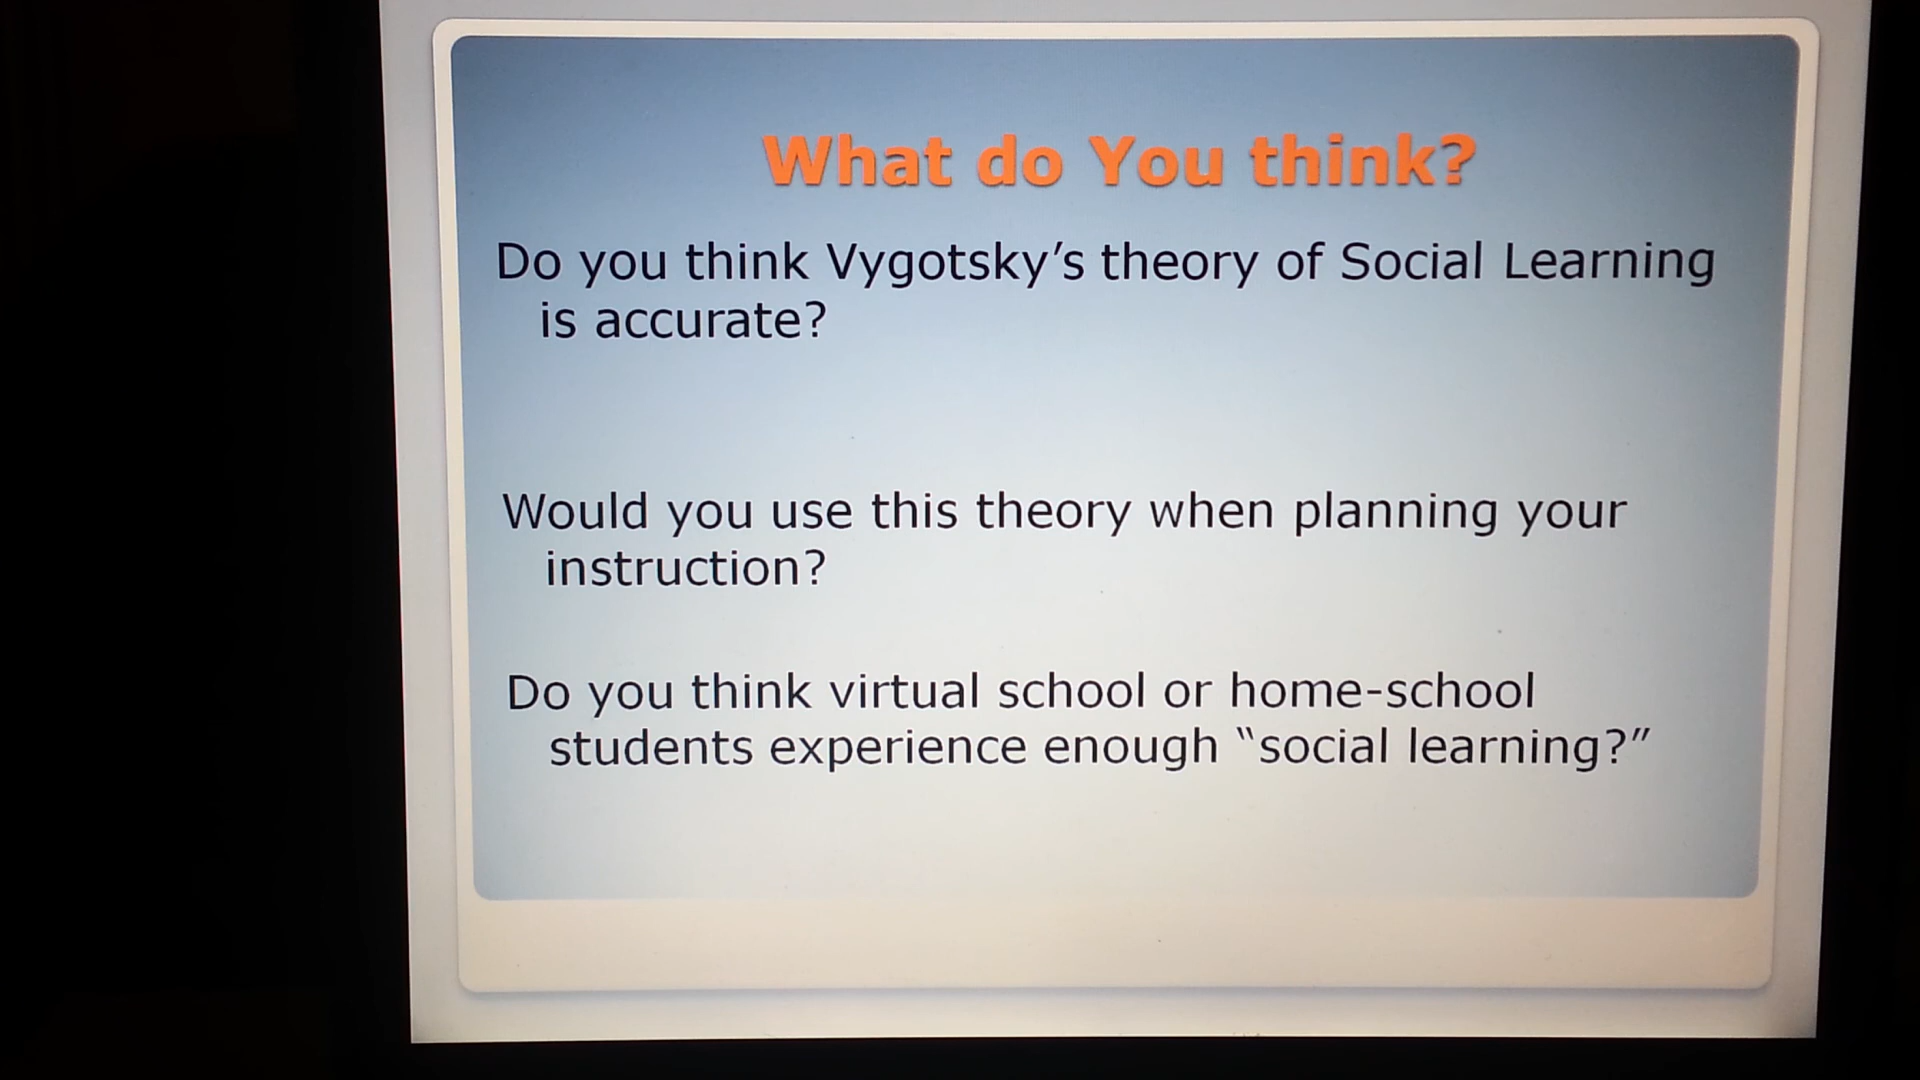 What do You think?
Do you think Vygotsky’s theory of Social Learning
is accurate?
Would you use this theory when planning your
instruction?
Do you think virtual school or home-school
students experience enough “social learning?”